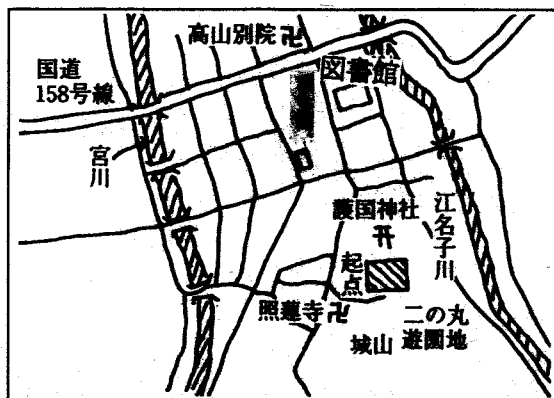 高山別院卍
国道
158号線
図書館
宮川
護国神社
江名子川
起点
照蓮寺卍
二の丸
遊園地
城山